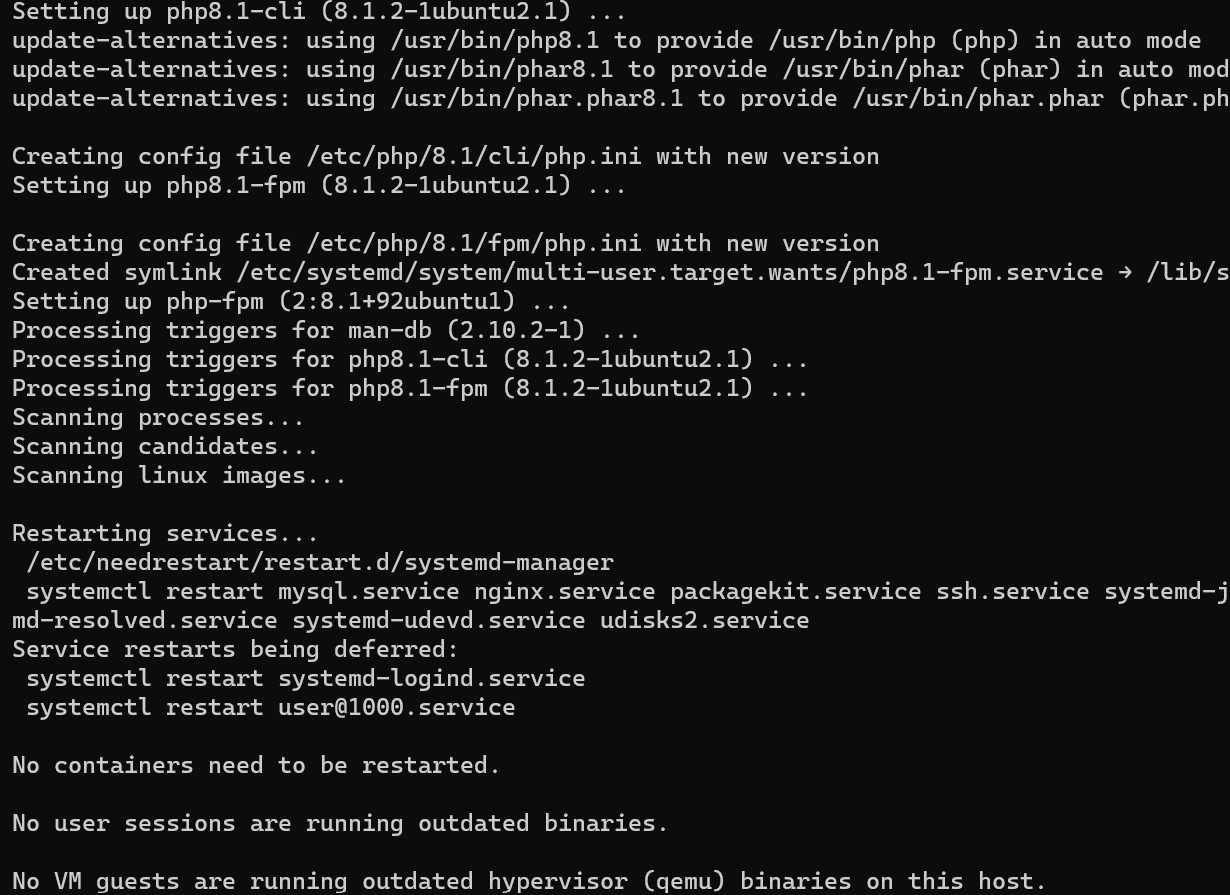 Setting up php8.1-cli (8.1.2-1ubuntu2.1) ...
update-alternatives: using /usr/bin/php8.1 to provide /usr/bin/php (php) in auto mode
update-alternatives: using /usr/bin/phar8.1 to provide /usr/bin/phar (phar) in auto mod
update-alternatives: using /usr/bin/phar.phar8.1 to provide /usr/bin/phar.phar (phar.ph
Creating config file /etc/php/8.1/cli/php.ini with new version
Setting up php8.1-fpm (8.1.2-1ubuntu2.1) ...
Creating config file /etc/php/8.1/fpm/php.ini with new version
Created symlink /etc/systemd/system/multi-user.target.wants/php8.1-fpm.service → /lib/s
Setting up php-fpm (2:8.1+92ubuntu1) ...
Processing triggers for man-db (2.10.2-1) ...
Processing triggers for php8.1-cli (8.1.2-1ubuntu2.1) ...
Processing triggers for php8.1-fpm (8.1.2-1ubuntu2.1) ...
Scanning processes...
Scanning candidates...
Scanning linux images...
Restarting services...
 /etc/needrestart/restart.d/systemd-manager
 systemctl restart mysql.service nginx.service packagekit.service ssh.service systemd-j
md-resolved.service systemd-udevd.service udisks2.service
Service restarts being deferred:
 systemctl restart systemd-logind.service
 systemctl restart user@1000.service
No containers need to be restarted.
No user sessions are running outdated binaries.
No VM guests are running outdated hypervisor (qemu) binaries on this host.